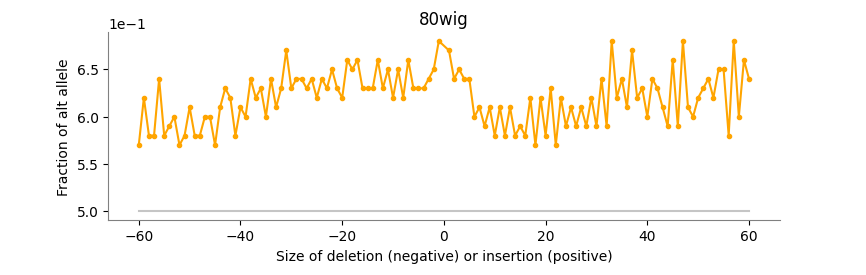 80wig
1e−1
6.5
6.0
5.5
5.0
Fraction of alt allele
−60 −40 −20 0 20 40 60
Size of deletion (negative) or insertion (positive)